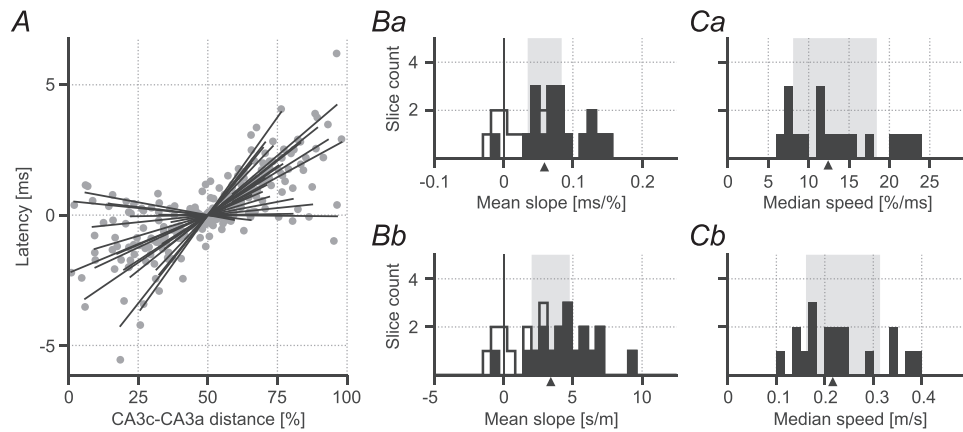 A
Latency [ms]
5
0
-5
0 25 50 75 100
CA3c-CA3a distance [%]
Ba
Slice count
4
2
-0.1 0 0.1 0.2
Mean slope [ms/%]
Ca
0 5 10 15 20 25
Median speed [%/ms]
Bb
Slice count
4
2
-5 0 5 10
Mean slope [s/m]
Cb
0 0.1 0.2 0.3 0.4
Median speed [m/s]